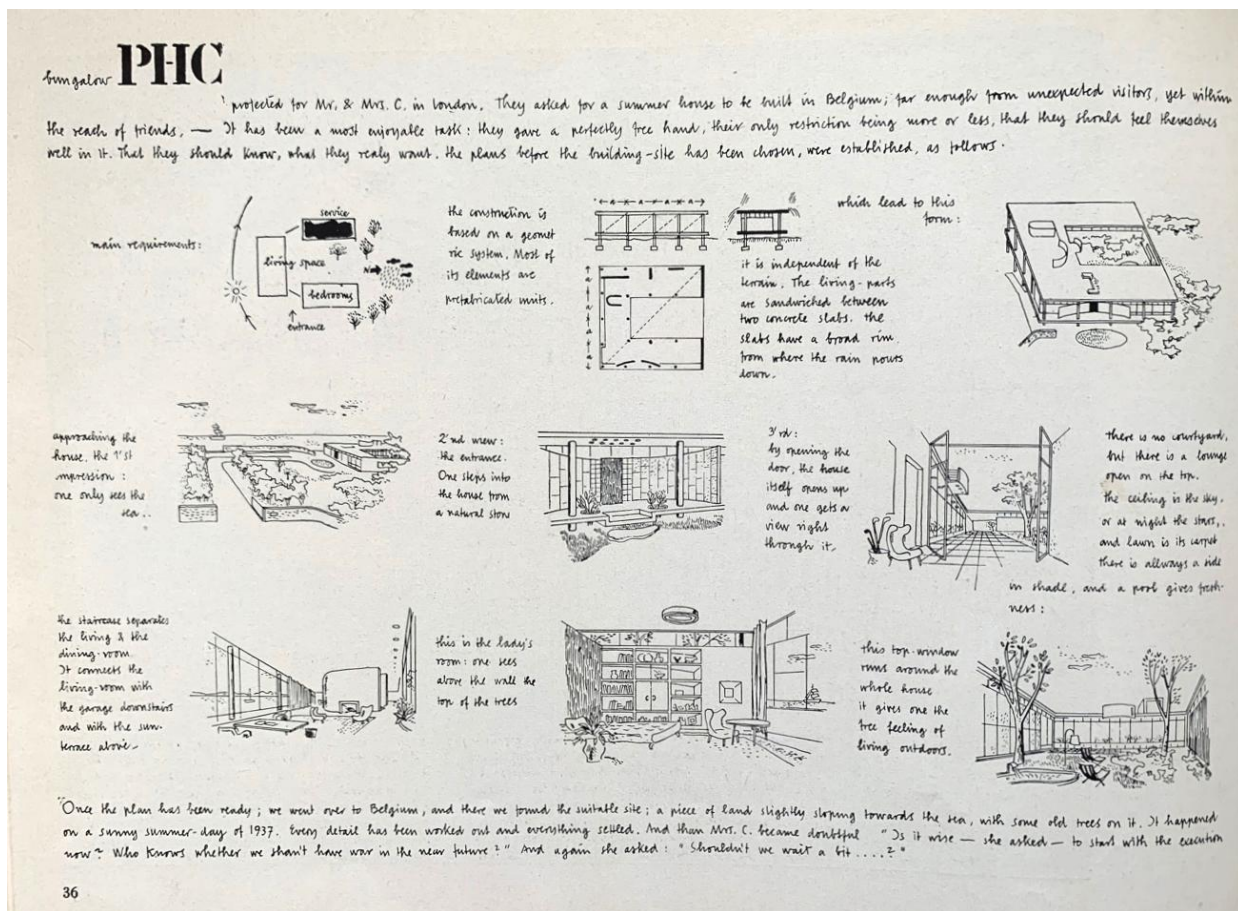 bungalow PHC
projected for Mr. & Mrs. C. in London. They asked for a summer house to be built in Belgium; far enough from unexpected visitors, yet within
the reach of friends. — It has been a most enjoyable task: they gave a perfectly free hand, their only restriction being more or less, that they should feel themselves
well in it. That they should know, what they realy want, the plans before the building-site has been chosen, were established, as follows.
main requirements:
service
living space
N
bedrooms
entrance
the construction is
based on a geomet
ric system. Most of
its elements are
prefabricated units.
a a a a a
a a a a a
it is independent of the
terrain. The living-parts
are sandwiched between
two concrete slabs. the
slabs have a broad rim,
from where the rain pours
down.
which lead to this
form:
approaching the
house, the 1'st
impression:
one only sees the
sea..
2'nd view:
the entrance.
One steps into
the house from
a natural stone
3'rd:
by opening the
door, the house
itself opens up
and one gets a
view right
through it.
there is no courtyard,
but there is a lounge
open on the top.
the ceiling is the sky,
or at night the stars,.
and lawn is its carpet
there is allways a side
in shade, and a pool gives fresh-
ness:
the staircase separates
the living & the
dining-room
It connects the
living-room with
the garage downstairs
and with the sun-
terrace above-
this is the lady's
room: one sees
above the wall the
top of the trees
this top-window
runs around the
whole house
it gives one the
free feeling of
living outdoors.
"Once the plan has been ready; we went over to Belgium, and there we found the suitable site; a piece of land slightly sloping towards the sea, with some old trees on it. It happened
on a sunny summer-day of 1937. Every detail has been worked out and everything settled. And than Mrs. C. became doubtful "Is it wise — she asked — to start with the execution
now? Who knows whether we shan't have war in the near future?" And again she asked: "Shouldn't we wait a bit ....?"
36